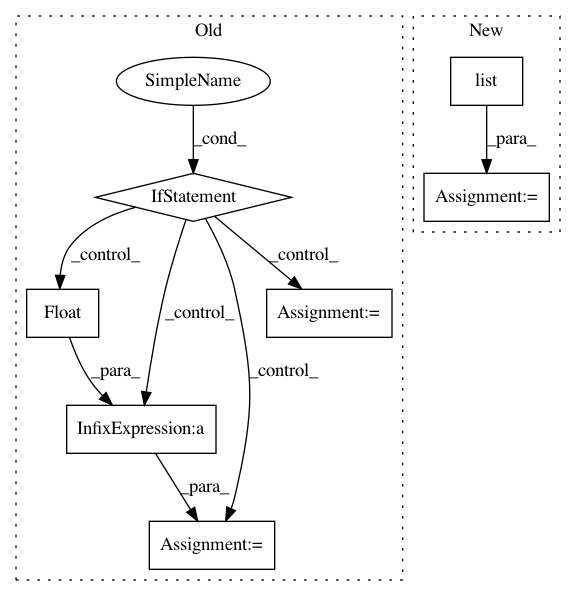 Old
New
SimpleName
list
_cond_
_para_
IfStatement
Assignment:=
_control_
_control_
Float
_control_
Assignment:=
_para_
_control_
InfixExpression:a
_para_
Assignment:=